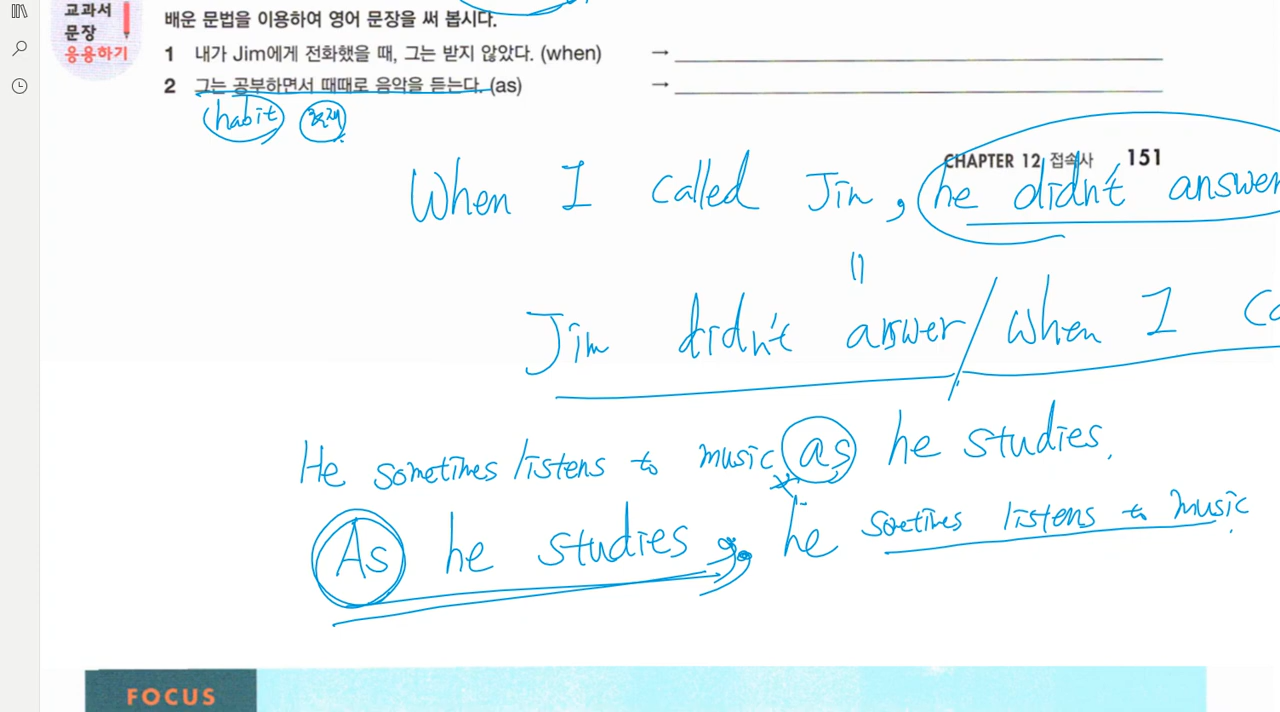 교과서
문장
응용하기
배운 문법을 이용하여 영어 문장을 써 봅시다.
1 내가 Jim에게 전화했을 때, 그는 받지 않았다. (when) →
2 그는 공부하면서 때때로 음악을 듣는다. (as) →
habit 현재
CHAPTER 12 접속사 151
When I called Jim, he didn't answer
Jim didn't answer / when I ca
He sometimes listens to music as he studies.
As he studies, he soetimes listens to music.
FOCUS